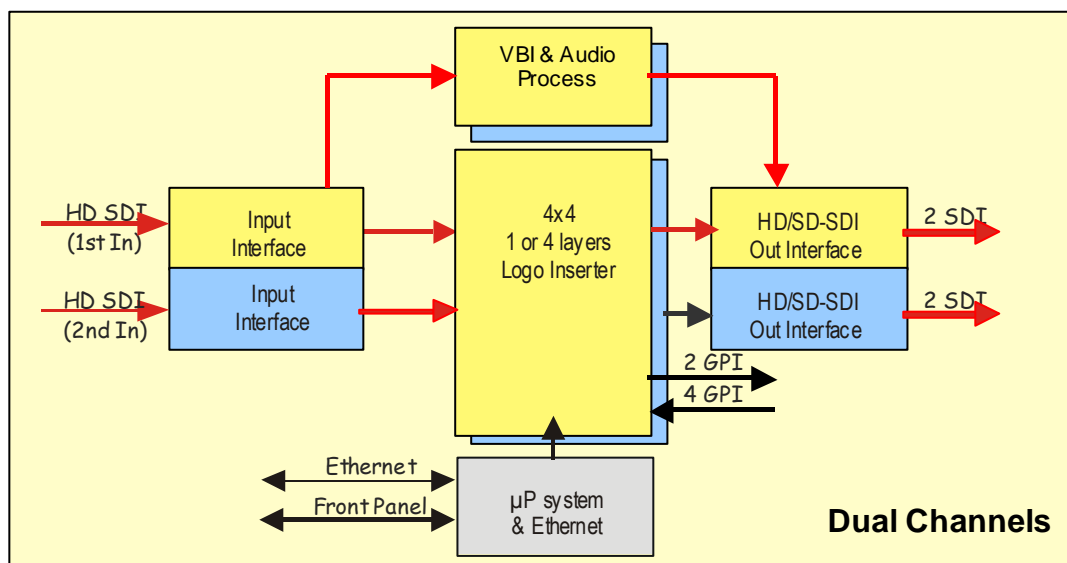 VBI & Audio
Process
HD SDI
(1st In)
Input
Interface
4x4
1 or 4 layers
Logo Inserter
HD/SD-SDI
Out Interface
2 SDI
HD SDI
(2nd In)
Input
Interface
HD/SD-SDI
Out Interface
2 SDI
2 GPI
4 GPI
Ethernet
Front Panel
µP system
& Ethernet
Dual Channels